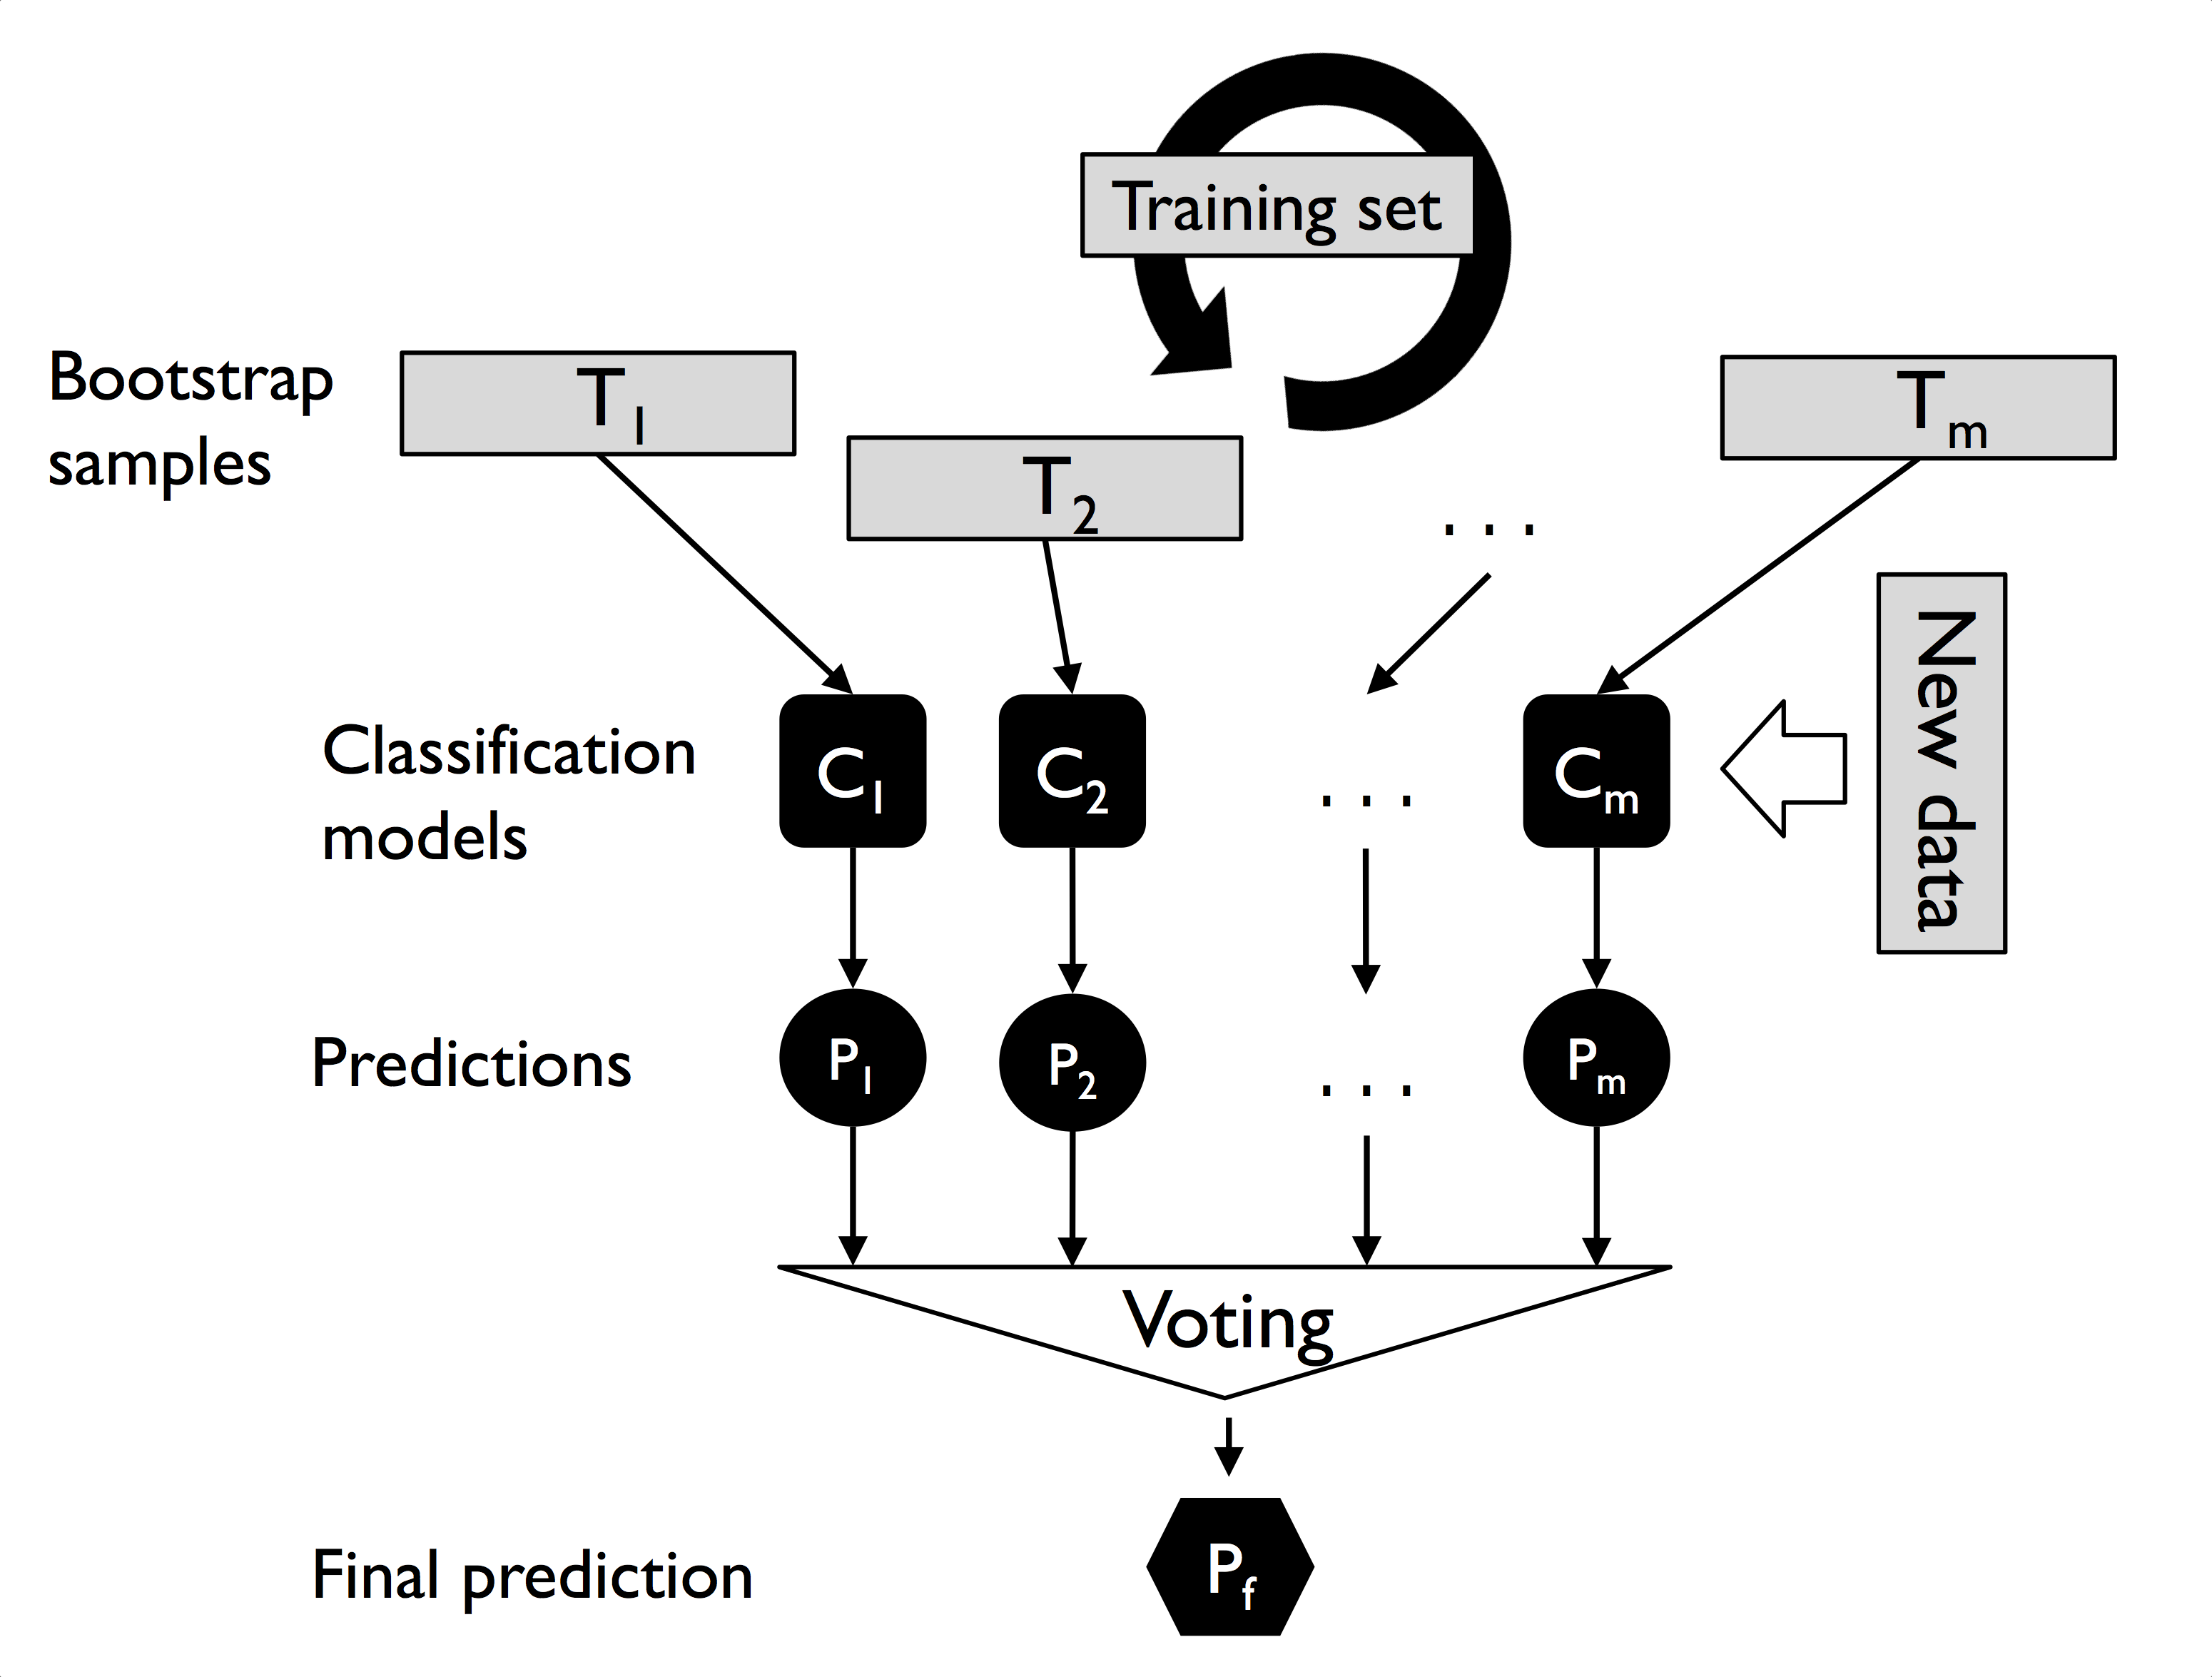 Training set
Bootstrap
samples
T1
T2
. . .
Tm
New data
Classification
models
C1
C2
. . .
Cm
Predictions
P1
P2
. . .
Pm
Voting
Final prediction
Pf